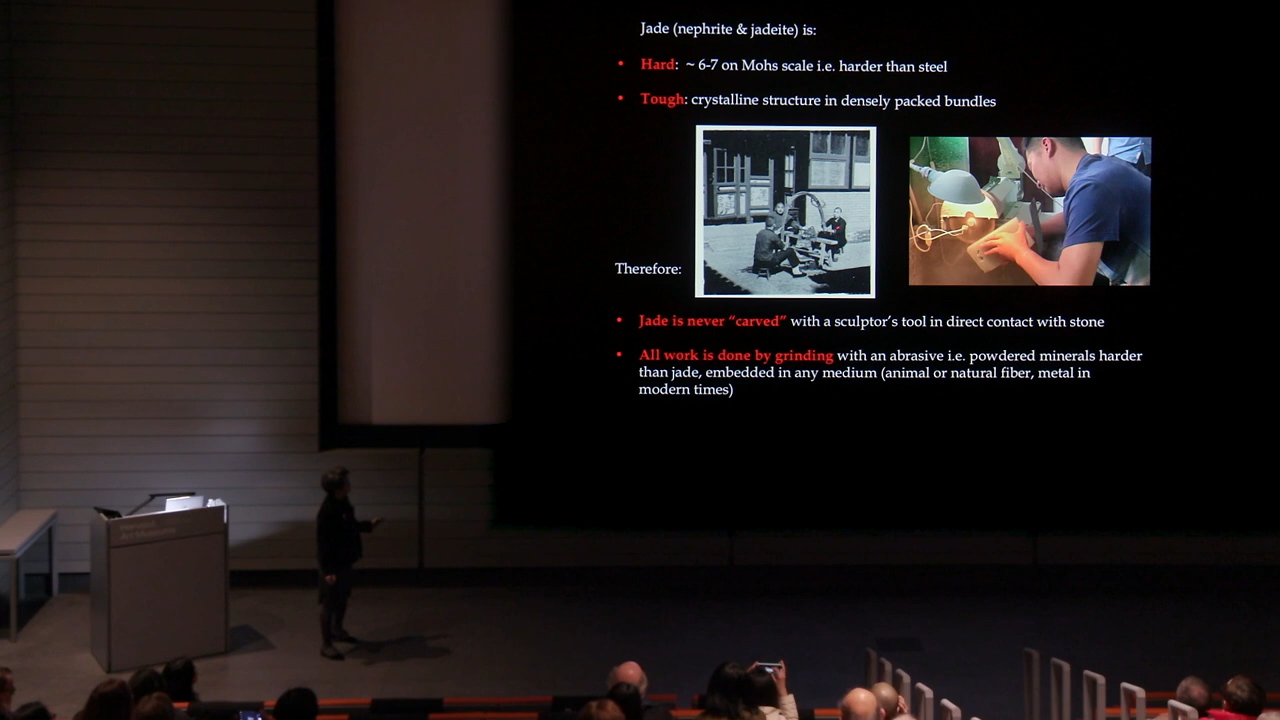 Jade (nephrite & jadeite) is:
• Hard: ~ 6-7 on Mohs scale i.e. harder than steel
• Tough: crystalline structure in densely packed bundles
Therefore:
• Jade is never “carved” with a sculptor’s tool in direct contact with stone
• All work is done by grinding with an abrasive i.e. powdered minerals harder
than jade, embedded in any medium (animal or natural fiber, metal in
modern times)
Harvard
Art Museums